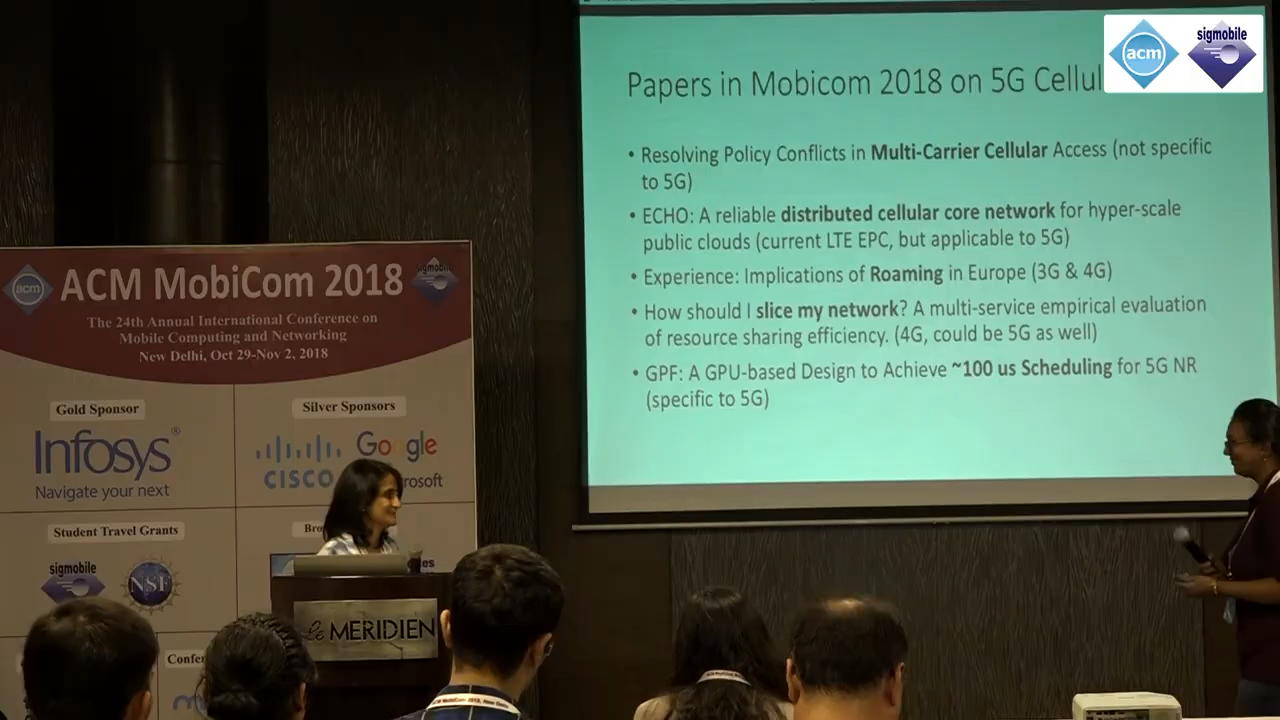 acm
sigmobile
Papers in Mobicom 2018 on 5G Cellul
• Resolving Policy Conflicts in Multi-Carrier Cellular Access (not specific
to 5G)
• ECHO: A reliable distributed cellular core network for hyper-scale
public clouds (current LTE EPC, but applicable to 5G)
• Experience: Implications of Roaming in Europe (3G & 4G)
• How should I slice my network? A multi-service empirical evaluation
of resource sharing efficiency. (4G, could be 5G as well)
• GPF: A GPU-based Design to Achieve ~100 us Scheduling for 5G NR
(specific to 5G)
acm
ACM MobiCom 2018
sigmobile
The 24th Annual International Conference on
Mobile Computing and Networking
New Delhi, Oct 29-Nov 2, 2018
Gold Sponsor
Infosys®
Navigate your next
Silver Sponsors
CISCO
Google
rosoft
Student Travel Grants
sigmobile
NSF
Bro
es
Le MERIDIEN
Confer